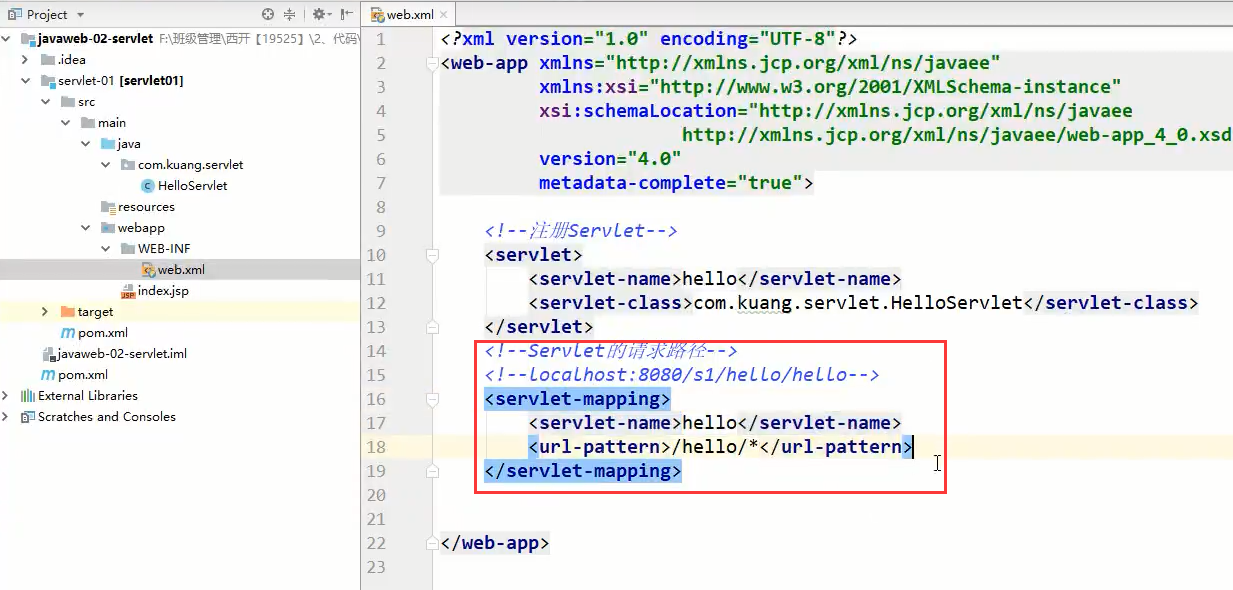 Project
javaweb-02-servlet F:\班级管理\西开【19525】\2、代码\
.idea
servlet-01 [servlet01]
src
main
java
com.kuang.servlet
HelloServlet
resources
webapp
WEB-INF
web.xml
index.jsp
target
pom.xml
javaweb-02-servlet.iml
pom.xml
External Libraries
Scratches and Consoles
web.xml
1 <?xml version="1.0" encoding="UTF-8"?>
2 <web-app xmlns="http://xmlns.jcp.org/xml/ns/javaee"
3 xmlns:xsi="http://www.w3.org/2001/XMLSchema-instance"
4 xsi:schemaLocation="http://xmlns.jcp.org/xml/ns/javaee
5 http://xmlns.jcp.org/xml/ns/javaee/web-app_4_0.xsd
6 version="4.0"
7 metadata-complete="true">
8
9 <!--注册Servlet-->
10 <servlet>
11 <servlet-name>hello</servlet-name>
12 <servlet-class>com.kuang.servlet.HelloServlet</servlet-class>
13 </servlet>
14 <!--Servlet的请求路径-->
15 <!--localhost:8080/s1/hello/hello-->
16 <servlet-mapping>
17 <servlet-name>hello</servlet-name>
18 <url-pattern>/hello/*</url-pattern>
19 </servlet-mapping>
20
21
22 </web-app>
23